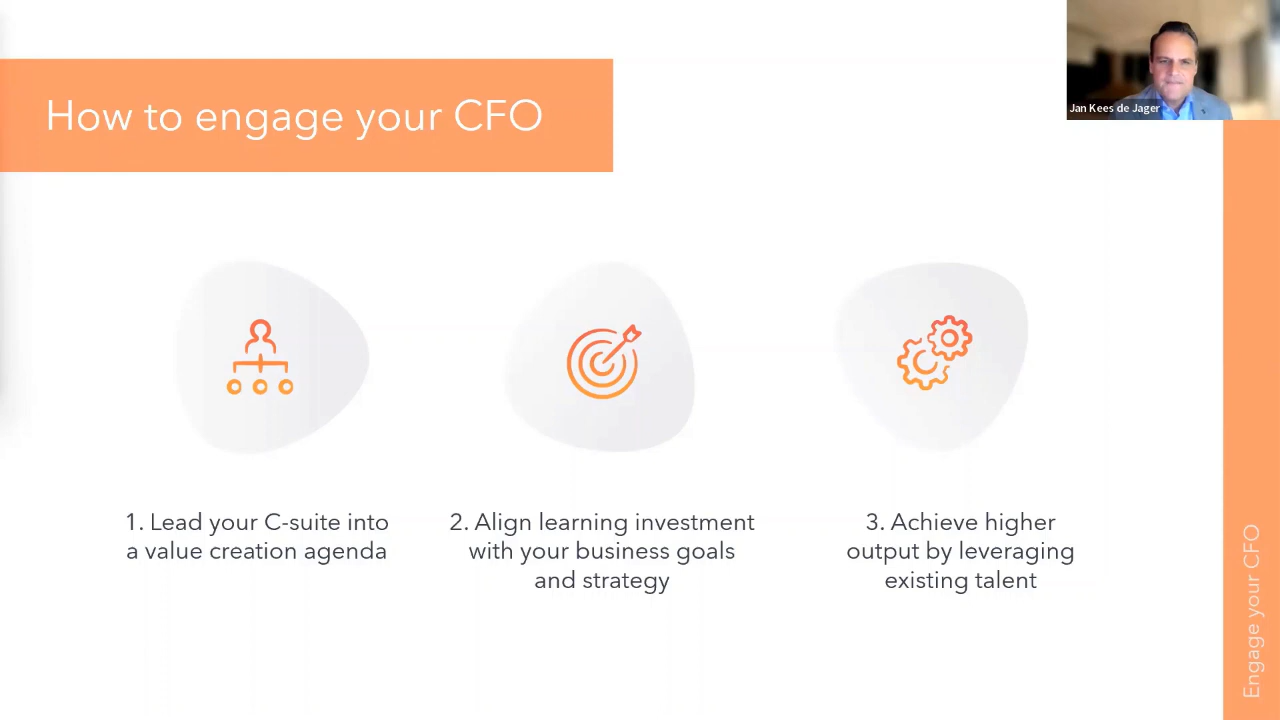 How to engage your CFO
Jan Kees de Jager
1. Lead your C-suite into
a value creation agenda
2. Align learning investment
with your business goals
and strategy
3. Achieve higher
output by leveraging
existing talent
Engage your CFO